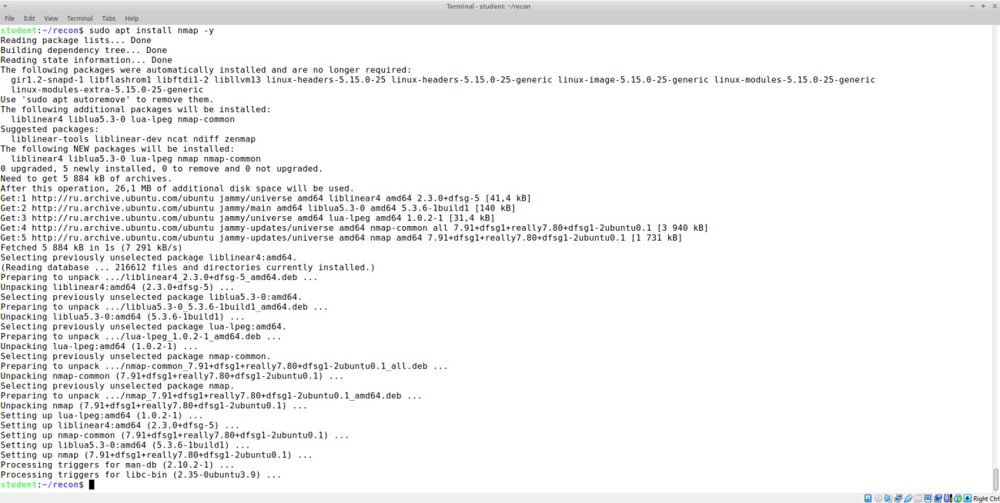 Terminal - student: ~/recon
File Edit View Terminal Tabs Help
student:~/recon$ sudo apt install nmap -y
Reading package lists... Done
Building dependency tree... Done
Reading state information... Done
The following packages were automatically installed and are no longer required:
  gir1.2-snapd-1 libflashrom1 libftdi1-2 libllvm13 linux-headers-5.15.0-25 linux-headers-5.15.0-25-generic linux-image-5.15.0-25-generic linux-modules-5.15.0-25-generic
  linux-modules-extra-5.15.0-25-generic
Use 'sudo apt autoremove' to remove them.
The following additional packages will be installed:
  liblinear4 liblua5.3-0 lua-lpeg nmap-common
Suggested packages:
  liblinear-tools liblinear-dev ncat ndiff zenmap
The following NEW packages will be installed:
  liblinear4 liblua5.3-0 lua-lpeg nmap nmap-common
0 upgraded, 5 newly installed, 0 to remove and 0 not upgraded.
Need to get 5 884 kB of archives.
After this operation, 26,1 MB of additional disk space will be used.
Get:1 http://ru.archive.ubuntu.com/ubuntu jammy/universe amd64 liblinear4 amd64 2.3.0+dfsg-5 [41,4 kB]
Get:2 http://ru.archive.ubuntu.com/ubuntu jammy/main amd64 liblua5.3-0 amd64 5.3.6-1build1 [140 kB]
Get:3 http://ru.archive.ubuntu.com/ubuntu jammy/universe amd64 lua-lpeg amd64 1.0.2-1 [31,4 kB]
Get:4 http://ru.archive.ubuntu.com/ubuntu jammy-updates/universe amd64 nmap-common all 7.91+dfsg1+really7.80+dfsg1-2ubuntu0.1 [3 940 kB]
Get:5 http://ru.archive.ubuntu.com/ubuntu jammy-updates/universe amd64 nmap amd64 7.91+dfsg1+really7.80+dfsg1-2ubuntu0.1 [1 731 kB]
Fetched 5 884 kB in 1s (7 291 kB/s)
Selecting previously unselected package liblinear4:amd64.
(Reading database ... 216612 files and directories currently installed.)
Preparing to unpack .../liblinear4_2.3.0+dfsg-5_amd64.deb ...
Unpacking liblinear4:amd64 (2.3.0+dfsg-5) ...
Selecting previously unselected package liblua5.3-0:amd64.
Preparing to unpack .../liblua5.3-0_5.3.6-1build1_amd64.deb ...
Unpacking liblua5.3-0:amd64 (5.3.6-1build1) ...
Selecting previously unselected package lua-lpeg:amd64.
Preparing to unpack .../lua-lpeg_1.0.2-1_amd64.deb ...
Unpacking lua-lpeg:amd64 (1.0.2-1) ...
Selecting previously unselected package nmap-common.
Preparing to unpack .../nmap-common_7.91+dfsg1+really7.80+dfsg1-2ubuntu0.1_all.deb ...
Unpacking nmap-common (7.91+dfsg1+really7.80+dfsg1-2ubuntu0.1) ...
Selecting previously unselected package nmap.
Preparing to unpack .../nmap_7.91+dfsg1+really7.80+dfsg1-2ubuntu0.1_amd64.deb ...
Unpacking nmap (7.91+dfsg1+really7.80+dfsg1-2ubuntu0.1) ...
Setting up lua-lpeg:amd64 (1.0.2-1) ...
Setting up liblinear4:amd64 (2.3.0+dfsg-5) ...
Setting up nmap-common (7.91+dfsg1+really7.80+dfsg1-2ubuntu0.1) ...
Setting up liblua5.3-0:amd64 (5.3.6-1build1) ...
Setting up nmap (7.91+dfsg1+really7.80+dfsg1-2ubuntu0.1) ...
Processing triggers for man-db (2.10.2-1) ...
Processing triggers for libc-bin (2.35-0ubuntu3.9) ...
student:~/recon$
Right Ctrl